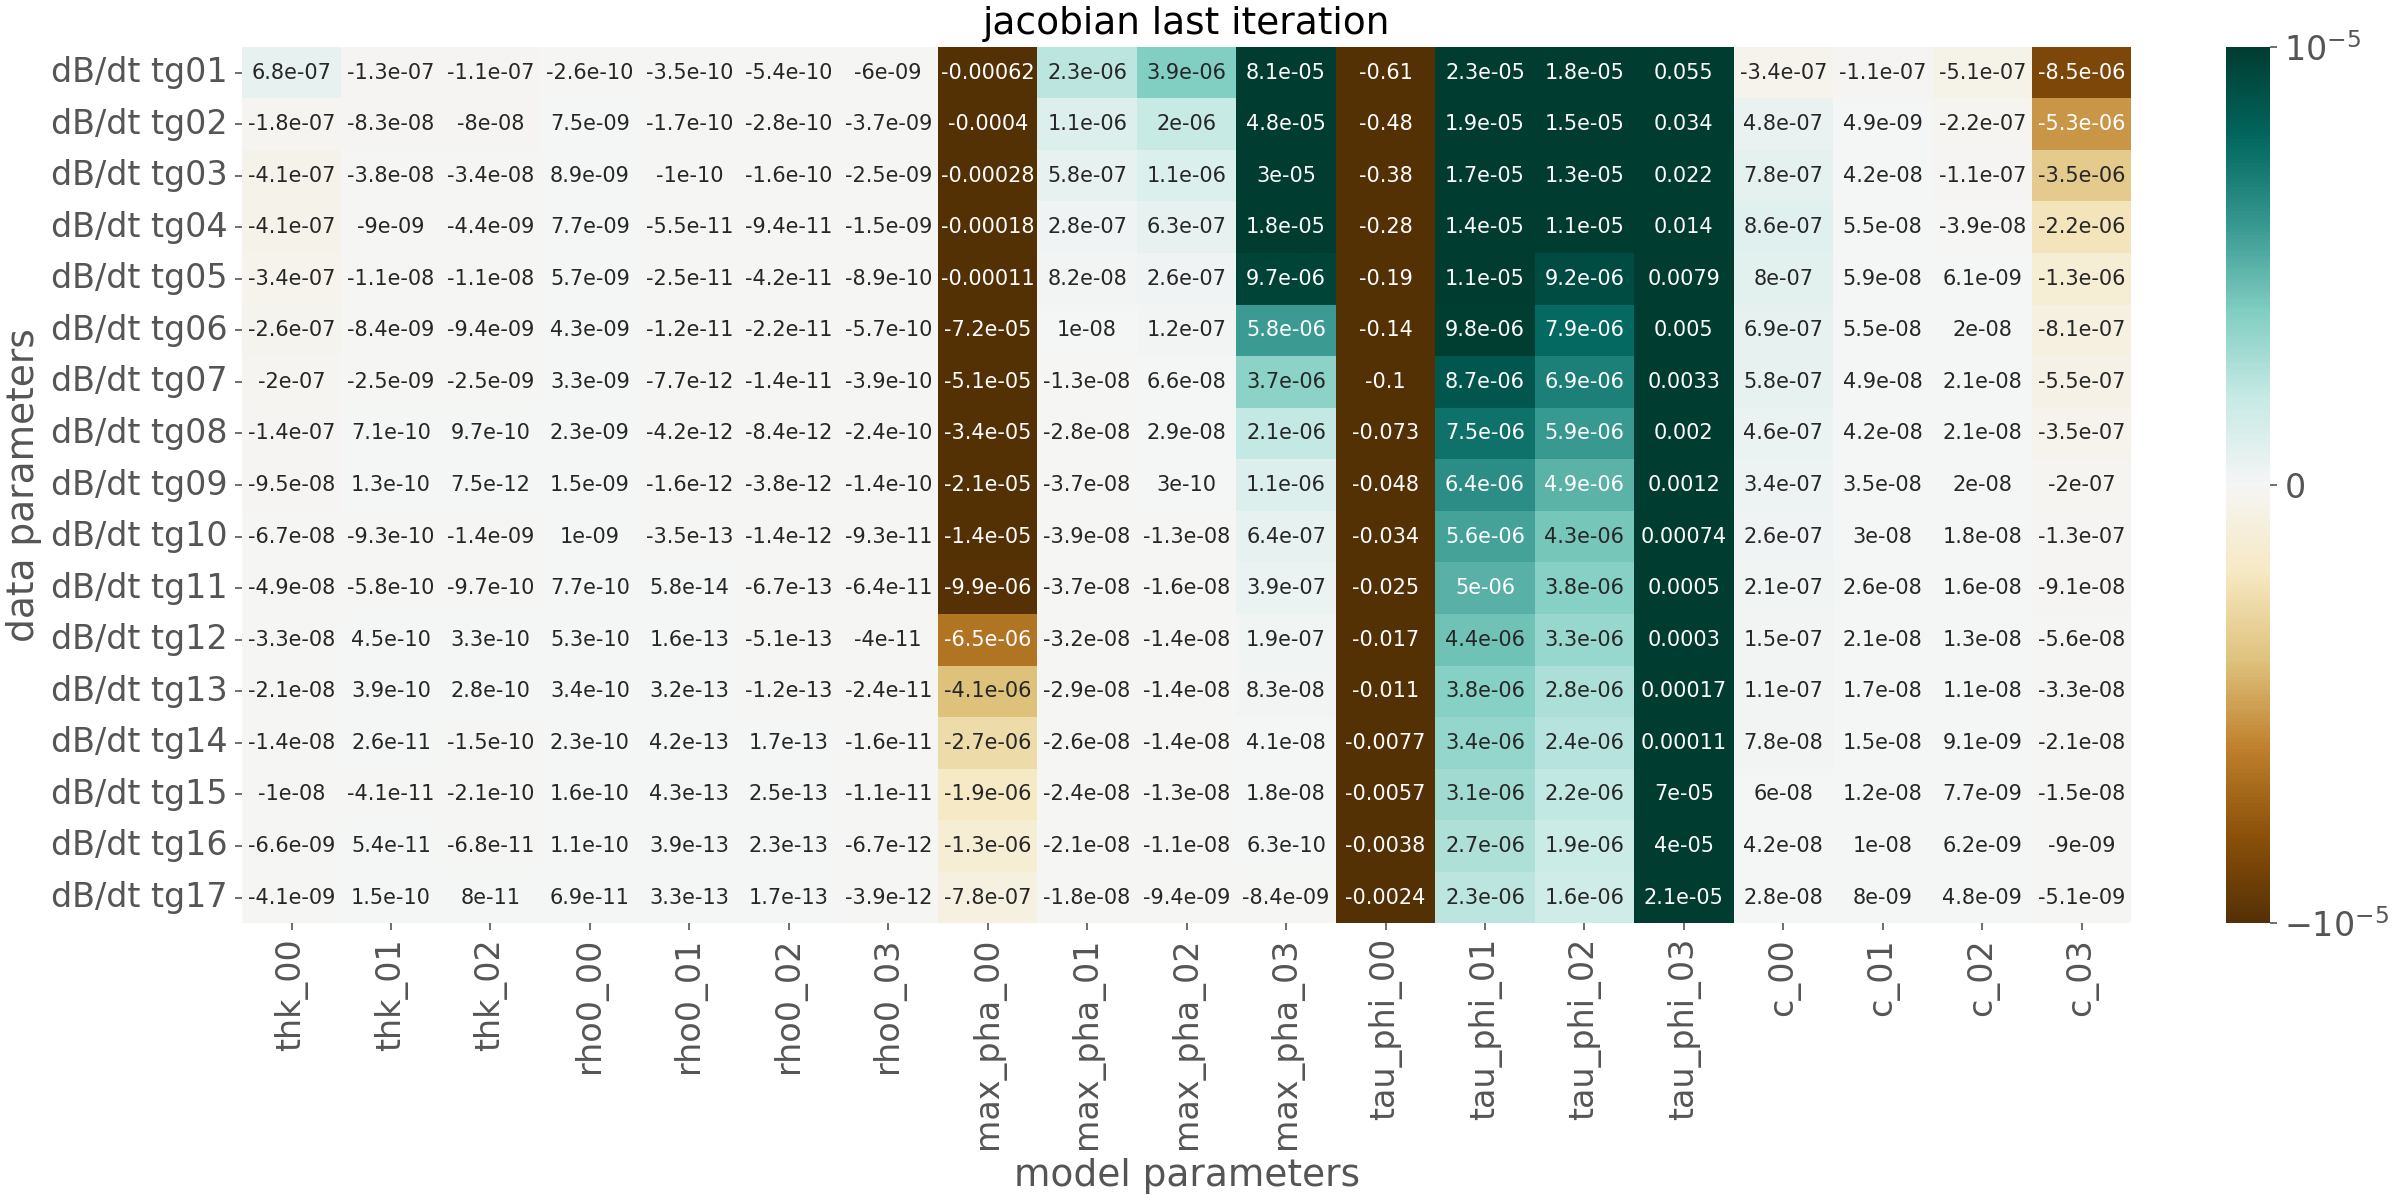 jacobian last iteration
dB/dt tg01 6.8e-07 -1.3e-07 -1.1e-07 -2.6e-10 -3.5e-10 -5.4e-10 -6e-09 -0.00062 2.3e-06 3.9e-06 8.1e-05 -0.61 2.3e-05 1.8e-05 0.055 -3.4e-07 -1.1e-07 -5.1e-07 -8.5e-06
dB/dt tg02 -1.8e-07 -8.3e-08 -8e-08 7.5e-09 -1.7e-10 -2.8e-10 -3.7e-09 -0.0004 1.1e-06 2e-06 4.8e-05 -0.48 1.9e-05 1.5e-05 0.034 4.8e-07 4.9e-09 -2.2e-07 -5.3e-06
dB/dt tg03 -4.1e-07 -3.8e-08 -3.4e-08 8.9e-09 -1e-10 -1.6e-10 -2.5e-09 -0.00028 5.8e-07 1.1e-06 3e-05 -0.38 1.7e-05 1.3e-05 0.022 7.8e-07 4.2e-08 -1.1e-07 -3.5e-06
dB/dt tg04 -4.1e-07 -9e-09 -4.4e-09 7.7e-09 -5.5e-11 -9.4e-11 -1.5e-09 -0.00018 2.8e-07 6.3e-07 1.8e-05 -0.28 1.4e-05 1.1e-05 0.014 8.6e-07 5.5e-08 -3.9e-08 -2.2e-06
dB/dt tg05 -3.4e-07 -1.1e-08 -1.1e-08 5.7e-09 -2.5e-11 -4.2e-11 -8.9e-10 -0.00011 8.2e-08 2.6e-07 9.7e-06 -0.19 1.1e-05 9.2e-06 0.0079 8e-07 5.9e-08 6.1e-09 -1.3e-06
dB/dt tg06 -2.6e-07 -8.4e-09 -9.4e-09 4.3e-09 -1.2e-11 -2.2e-11 -5.7e-10 -7.2e-05 1e-08 1.2e-07 5.8e-06 -0.14 9.8e-06 7.9e-06 0.005 6.9e-07 5.5e-08 2e-08 -8.1e-07
dB/dt tg07 -2e-07 -2.5e-09 -2.5e-09 3.3e-09 -7.7e-12 -1.4e-11 -3.9e-10 -5.1e-05 -1.3e-08 6.6e-08 3.7e-06 -0.1 8.7e-06 6.9e-06 0.0033 5.8e-07 4.9e-08 2.1e-08 -5.5e-07
dB/dt tg08 -1.4e-07 7.1e-10 9.7e-10 2.3e-09 -4.2e-12 -8.4e-12 -2.4e-10 -3.4e-05 -2.8e-08 2.9e-08 2.1e-06 -0.073 7.5e-06 5.9e-06 0.002 4.6e-07 4.2e-08 2.1e-08 -3.5e-07
dB/dt tg09 -9.5e-08 1.3e-10 7.5e-12 1.5e-09 -1.6e-12 -3.8e-12 -1.4e-10 -2.1e-05 -3.7e-08 3e-10 1.1e-06 -0.048 6.4e-06 4.9e-06 0.0012 3.4e-07 3.5e-08 2e-08 -2e-07
dB/dt tg10 -6.7e-08 -9.3e-10 -1.4e-09 1e-09 -3.5e-13 -1.4e-12 -9.3e-11 -1.4e-05 -3.9e-08 -1.3e-08 6.4e-07 -0.034 5.6e-06 4.3e-06 0.00074 2.6e-07 3e-08 1.8e-08 -1.3e-07
dB/dt tg11 -4.9e-08 -5.8e-10 -9.7e-10 7.7e-10 5.8e-14 -6.7e-13 -6.4e-11 -9.9e-06 -3.7e-08 -1.6e-08 3.9e-07 -0.025 5e-06 3.8e-06 0.0005 2.1e-07 2.6e-08 1.6e-08 -9.1e-08
dB/dt tg12 -3.3e-08 4.5e-10 3.3e-10 5.3e-10 1.6e-13 -5.1e-13 -4e-11 -6.5e-06 -3.2e-08 -1.4e-08 1.9e-07 -0.017 4.4e-06 3.3e-06 0.0003 1.5e-07 2.1e-08 1.3e-08 -5.6e-08
dB/dt tg13 -2.1e-08 3.9e-10 2.8e-10 3.4e-10 3.2e-13 -1.2e-13 -2.4e-11 -4.1e-06 -2.9e-08 -1.4e-08 8.3e-08 -0.011 3.8e-06 2.8e-06 0.00017 1.1e-07 1.7e-08 1.1e-08 -3.3e-08
dB/dt tg14 -1.4e-08 2.6e-11 -1.5e-10 2.3e-10 4.2e-13 1.7e-13 -1.6e-11 -2.7e-06 -2.6e-08 -1.4e-08 4.1e-08 -0.0077 3.4e-06 2.4e-06 0.00011 7.8e-08 1.5e-08 9.1e-09 -2.1e-08
dB/dt tg15 -1e-08 -4.1e-11 -2.1e-10 1.6e-10 4.3e-13 2.5e-13 -1.1e-11 -1.9e-06 -2.4e-08 -1.3e-08 1.8e-08 -0.0057 3.1e-06 2.2e-06 7e-05 6e-08 1.2e-08 7.7e-09 -1.5e-08
dB/dt tg16 -6.6e-09 5.4e-11 -6.8e-11 1.1e-10 3.9e-13 2.3e-13 -6.7e-12 -1.3e-06 -2.1e-08 -1.1e-08 6.3e-10 -0.0038 2.7e-06 1.9e-06 4e-05 4.2e-08 1e-08 6.2e-09 -9e-09
dB/dt tg17 -4.1e-09 1.5e-10 8e-11 6.9e-11 3.3e-13 1.7e-13 -3.9e-12 -7.8e-07 -1.8e-08 -9.4e-09 -8.4e-09 -0.0024 2.3e-06 1.6e-06 2.1e-05 2.8e-08 8e-09 4.8e-09 -5.1e-09
data parameters
thk_00 thk_01 thk_02 rho0_00 rho0_01 rho0_02 rho0_03 max_pha_00 max_pha_01 max_pha_02 max_pha_03 tau_phi_00 tau_phi_01 tau_phi_02 tau_phi_03 c_00 c_01 c_02 c_03
model parameters
10⁻⁵
0
−10⁻⁵